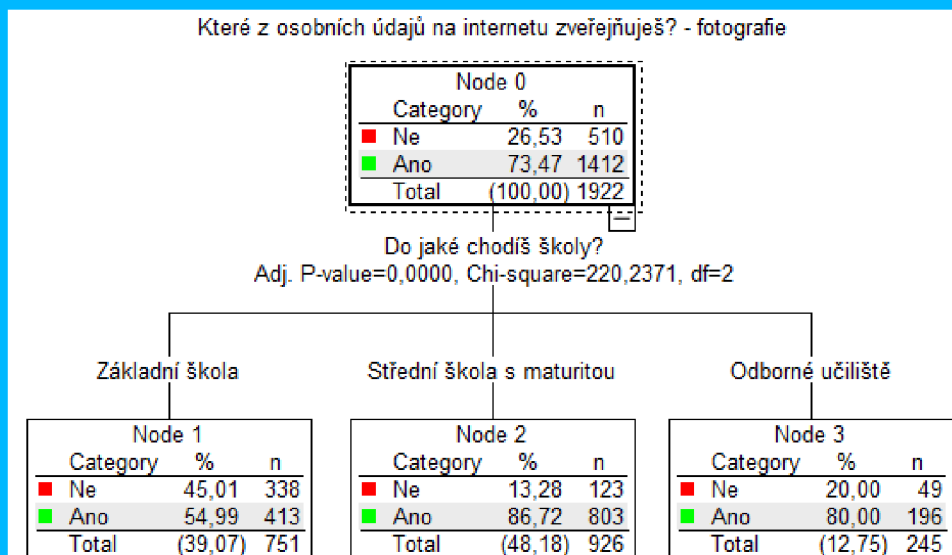 Které z osobních údajů na internetu zveřejňuješ? - fotografie
Node 0
Category % n
Ne 26,53 510
Ano 73,47 1412
Total (100,00) 1922
Do jaké chodíš školy?
Adj. P-value=0,0000, Chi-square=220,2371, df=2
Základní škola
Node 1
Category % n
Ne 45,01 338
Ano 54,99 413
Total (39,07) 751
Střední škola s maturitou
Node 2
Category % n
Ne 13,28 123
Ano 86,72 803
Total (48,18) 926
Odborné učiliště
Node 3
Category % n
Ne 20,00 49
Ano 80,00 196
Total (12,75) 245